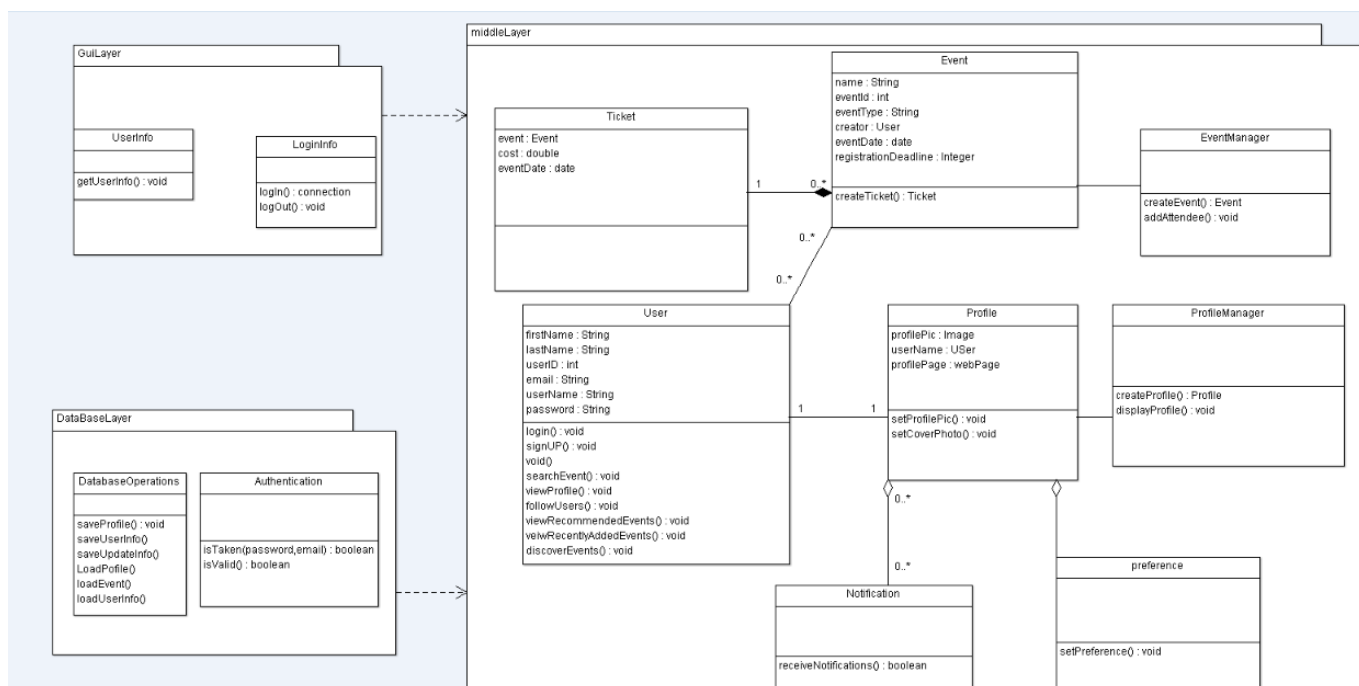 GuiLayer
UserInfo
getUserInfo() : void
LoginInfo
logIn() : connection
logOut() : void
middleLayer
Ticket
event : Event
cost : double
eventDate : date
1
0..*
Event
name : String
eventId : int
eventType : String
creator : User
eventDate : date
registrationDeadline : Integer
createTicket() : Ticket
EventManager
createEvent() : Event
addAttendee() : void
0..*
0..*
User
firstName : String
lastName : String
userID : int
email : String
userName : String
password : String
login() : void
signUP() : void
void()
searchEvent() : void
viewProfile() : void
followUsers() : void
viewRecommendedEvents() : void
veiwRecentlyAddedEvents() : void
discoverEvents() : void
1
1
Profile
profilePic : Image
userName : USer
profilePage : webPage
setProfilePic() : void
setCoverPhoto() : void
ProfileManager
createProfile() : Profile
displayProfile() : void
DataBaseLayer
DatabaseOperations
saveProfile() : void
saveUserInfo()
saveUpdateInfo()
LoadPofile()
loadEvent()
loadUserInfo()
Authentication
isTaken(password,email) : boolean
isValid() : boolean
0..*
0..*
Notification
receiveNotifications() : boolean
preference
setPreference() : void